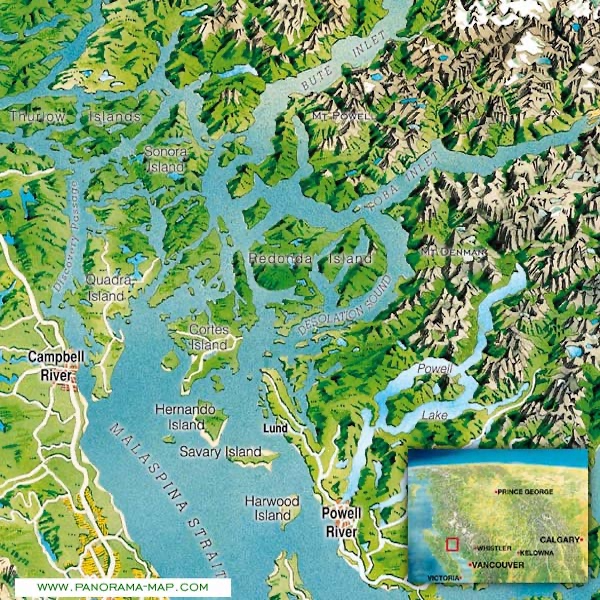 BUTE INLET
MT POWEL
Thurlow Islands
Sonora
Island
TOBA INLET
Discovery Passage
Redonda Island
MT DENMAN
Quadra
Island
DESOLATION SOUND
Cortes
Island
Campbell
River
Powell
Lake
Hernando
Island
Lund
Savary Island
MALASPINA STRAIT
Harwood
Island
Powell
River
PRINCE GEORGE
CALGARY
WHISTLER
KELOWNA
VANCOUVER
VICTORIA
WWW.PANORAMA-MAP.COM